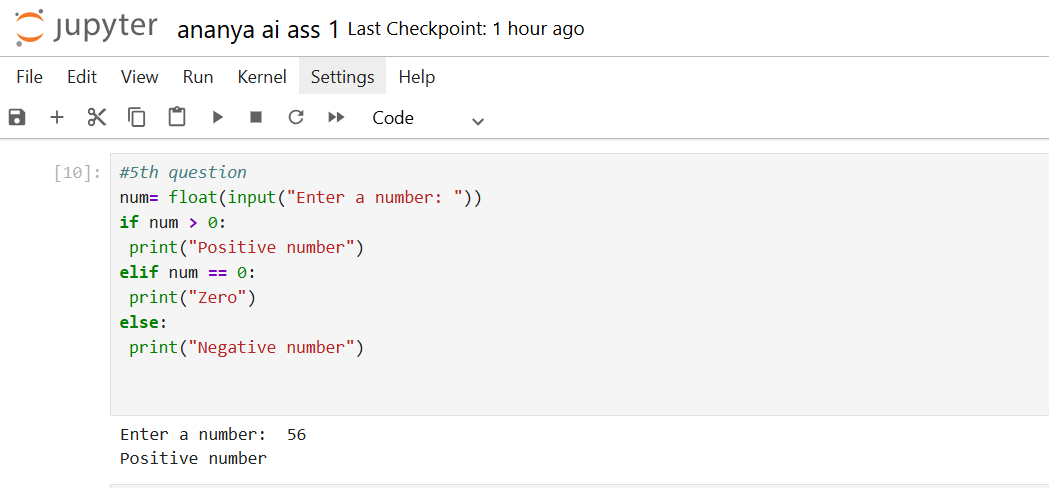 jupyter ananya ai ass 1 Last Checkpoint: 1 hour ago
File Edit View Run Kernel Settings Help
Code
[10]: #5th question
num= float(input("Enter a number: "))
if num > 0:
 print("Positive number")
elif num == 0:
 print("Zero")
else:
 print("Negative number")
Enter a number:  56
Positive number